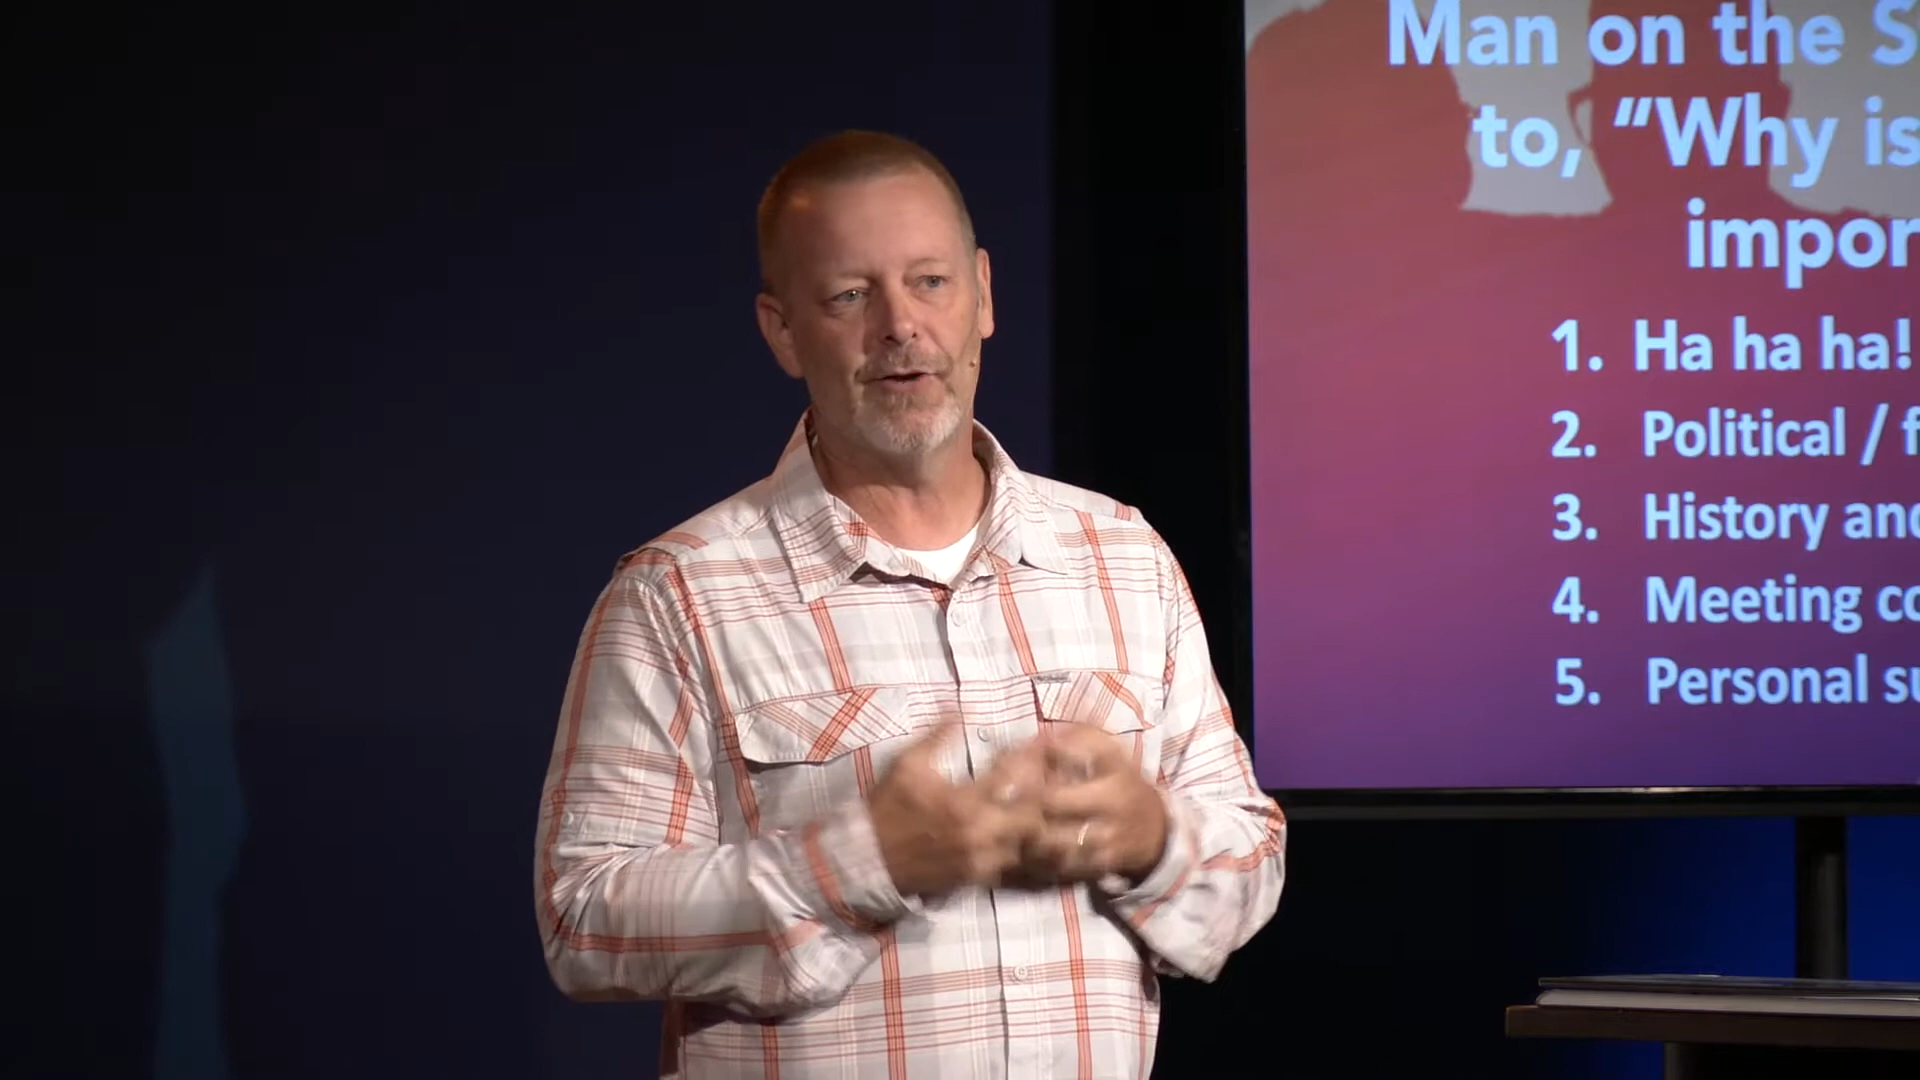 Man on the S
to, “Why is
impor
1. Ha ha ha!
2. Political / f
3. History and
4. Meeting co
5. Personal su